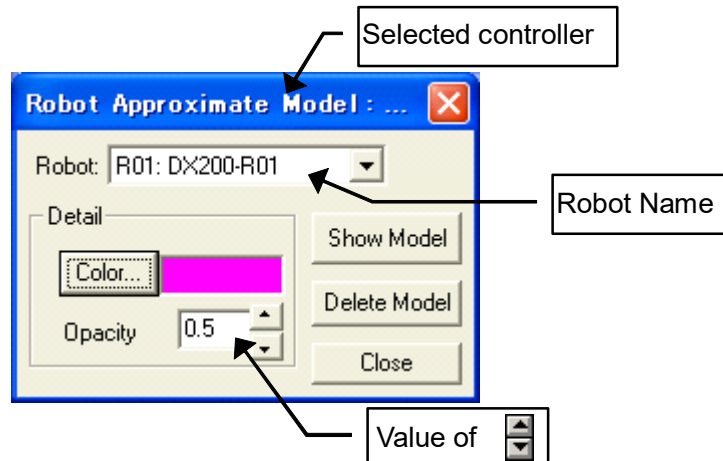 Selected controller
Robot Approximate Model : ...
Robot: R01: DX200-R01
Robot Name
Detail
Show Model
Color...
Delete Model
Opacity 0.5
Close
Value of